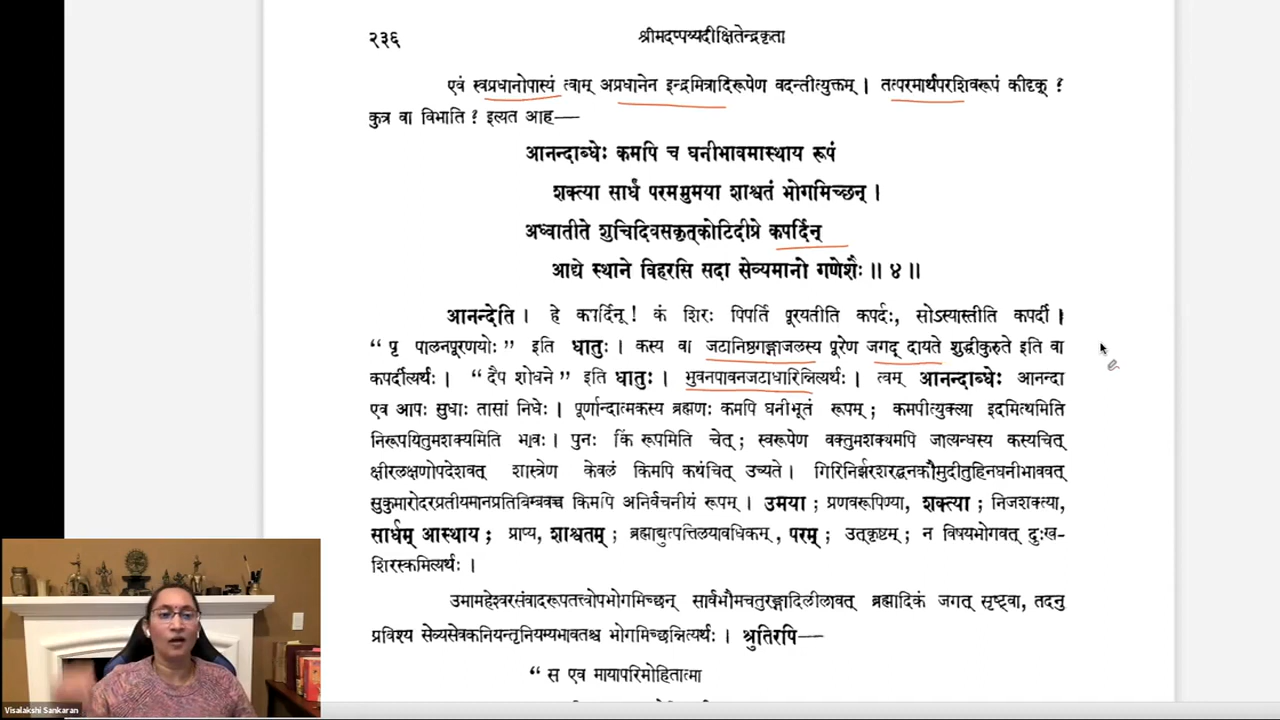 २३६
श्रीमदप्पय्यदीक्षितेन्द्रकृता
एवं स्वप्रधानोपास्यं त्वाम् अप्रधानेन इन्द्रमित्रादिरूपेण वदन्तीत्युक्तम् । तत्परमार्थपरशिवरूपं कीदृक् ?
कुत्र वा विभाति ? इत्यत आह—
आनन्दाब्धेः कमपि च घनीभावमास्थाय रूपं
शक्त्या सार्धं परममुमया शाश्वतं भोगमिच्छन् ।
अध्वातीते शुचिदिवसकृत्कोटिदीप्रे कपर्दिन्
आद्ये स्थाने विहरसि सदा सेव्यमानो गणेशैः ॥ ४ ॥
आनन्देति । हे कार्दिन् ! कं शिरः पिपर्ति पूरयतीति कपर्दः, सोऽस्यास्तीति कपर्दी ।
“ पृ पालनपूरणयोः ” इति धातुः । कस्य वा जटानिष्ठगङ्गाजलस्य पूरेण जगद् दायते शुद्धीकुरुते इति वा
कपर्दीत्यर्थः । “ दैप शोधने ” इति धातुः । भुवनपावनजटाधारिन्नित्यर्थः । त्वम् आनन्दाब्धेः आनन्दा
एव आपः सुधाः तासां निधेः । पूर्णान्दात्मकस्य ब्रह्मणः कमपि घनीभूतं रूपम् ; कमपीत्युक्त्या इदमित्थमिति
निरूपयितुमशक्यमिति भावः । पुनः किं रूपमिति चेत् ; स्वरूपेण वक्तुमशक्यमपि जात्यन्धस्य कस्यचित्
क्षीरलक्षणोपदेशवत् शास्त्रेण केवलं किमपि कथंचित् उच्यते । गिरिनिर्झरशरद्घनकौमुदीतुहिनघनीभाववत्
सुकुमारोदरप्रतीयमानप्रतिबिम्बवच्च किमपि अनिर्वचनीयं रूपम् । उमया ; प्रणवरूपिण्या, शक्त्या ; निजशक्त्या,
सार्धम् आस्थाय ; प्राप्य, शाश्वतम् ; ब्रह्माद्युत्पत्तिलयावधिकम् , परम् ; उत्कृष्टम् ; न विषयभोगवत् दुःख-
शिरस्कमित्यर्थः ।
उमामहेश्वरसंवादरूपतत्त्वोपभोगमिच्छन् सार्वभौमचतुरङ्गादिलीलावत् ब्रह्मादिकं जगत् सृष्ट्वा, तदनु
प्रविश्य सेव्यसेवकनियन्तृनियम्यभावतश्च भोगमिच्छन्नित्यर्थः । श्रुतिरपि—
“ स एव मायापरिमोहितात्मा
Visalakshi Sankaran